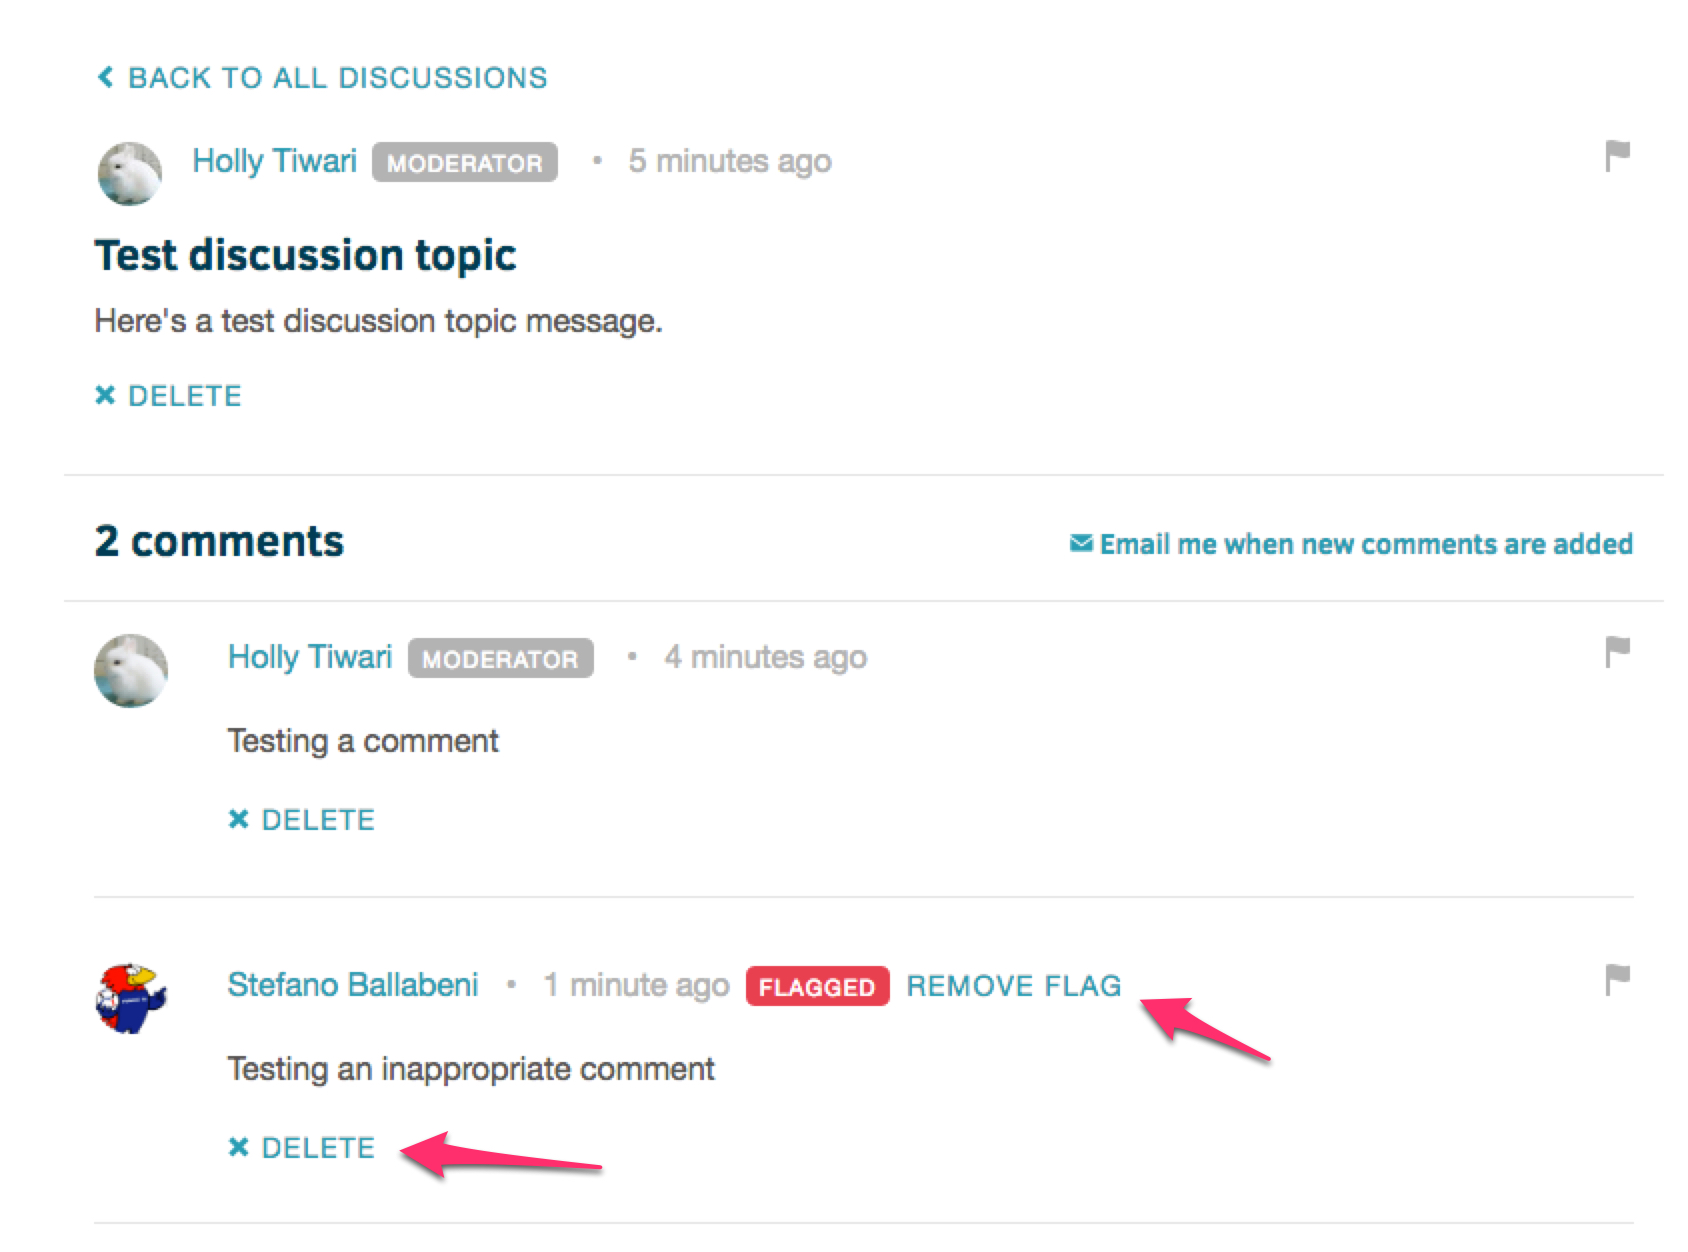 BACK TO ALL DISCUSSIONS
Holly Tiwari MODERATOR • 5 minutes ago
Test discussion topic
Here's a test discussion topic message.
DELETE
2 comments
Email me when new comments are added
Holly Tiwari MODERATOR • 4 minutes ago
Testing a comment
DELETE
Stefano Ballabeni • 1 minute ago FLAGGED REMOVE FLAG
Testing an inappropriate comment
DELETE